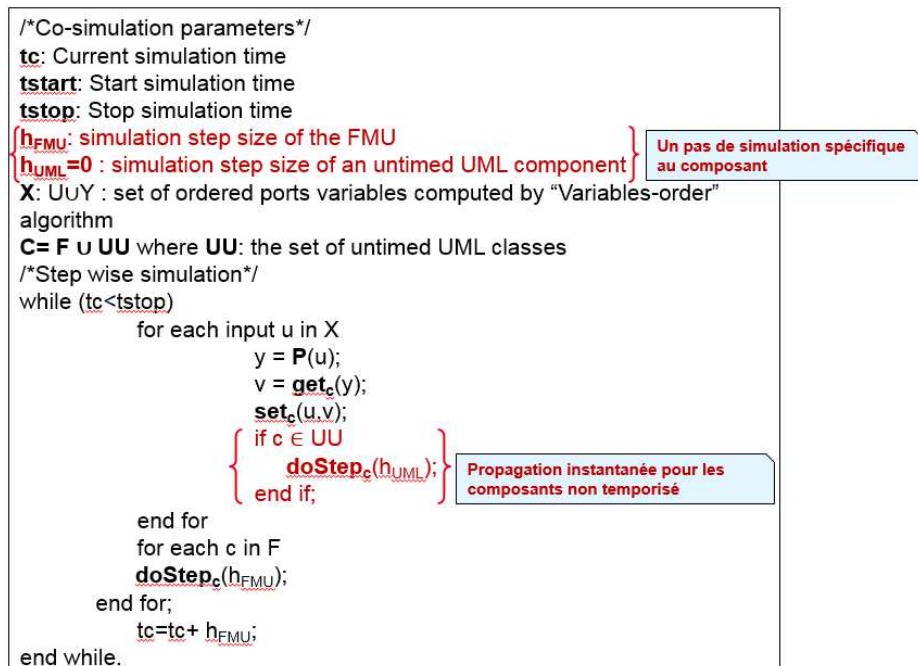 /*Co-simulation parameters*/
tc: Current simulation time
tstart: Start simulation time
tstop: Stop simulation time
hFMU: simulation step size of the FMU
hUML=0 : simulation step size of an untimed UML component
Un pas de simulation spécifique
au composant
X: U∪Y : set of ordered ports variables computed by “Variables-order”
algorithm
C= F ∪ UU where UU: the set of untimed UML classes
/*Step wise simulation*/
while (tc<tstop)
for each input u in X
y = P(u);
v = getc(y);
setc(u,v);
if c ∈ UU
doStepc(hUML);
end if;
Propagation instantanée pour les
composants non temporisé
end for
for each c in F
doStepc(hFMU);
end for;
tc=tc+ hFMU;
end while.